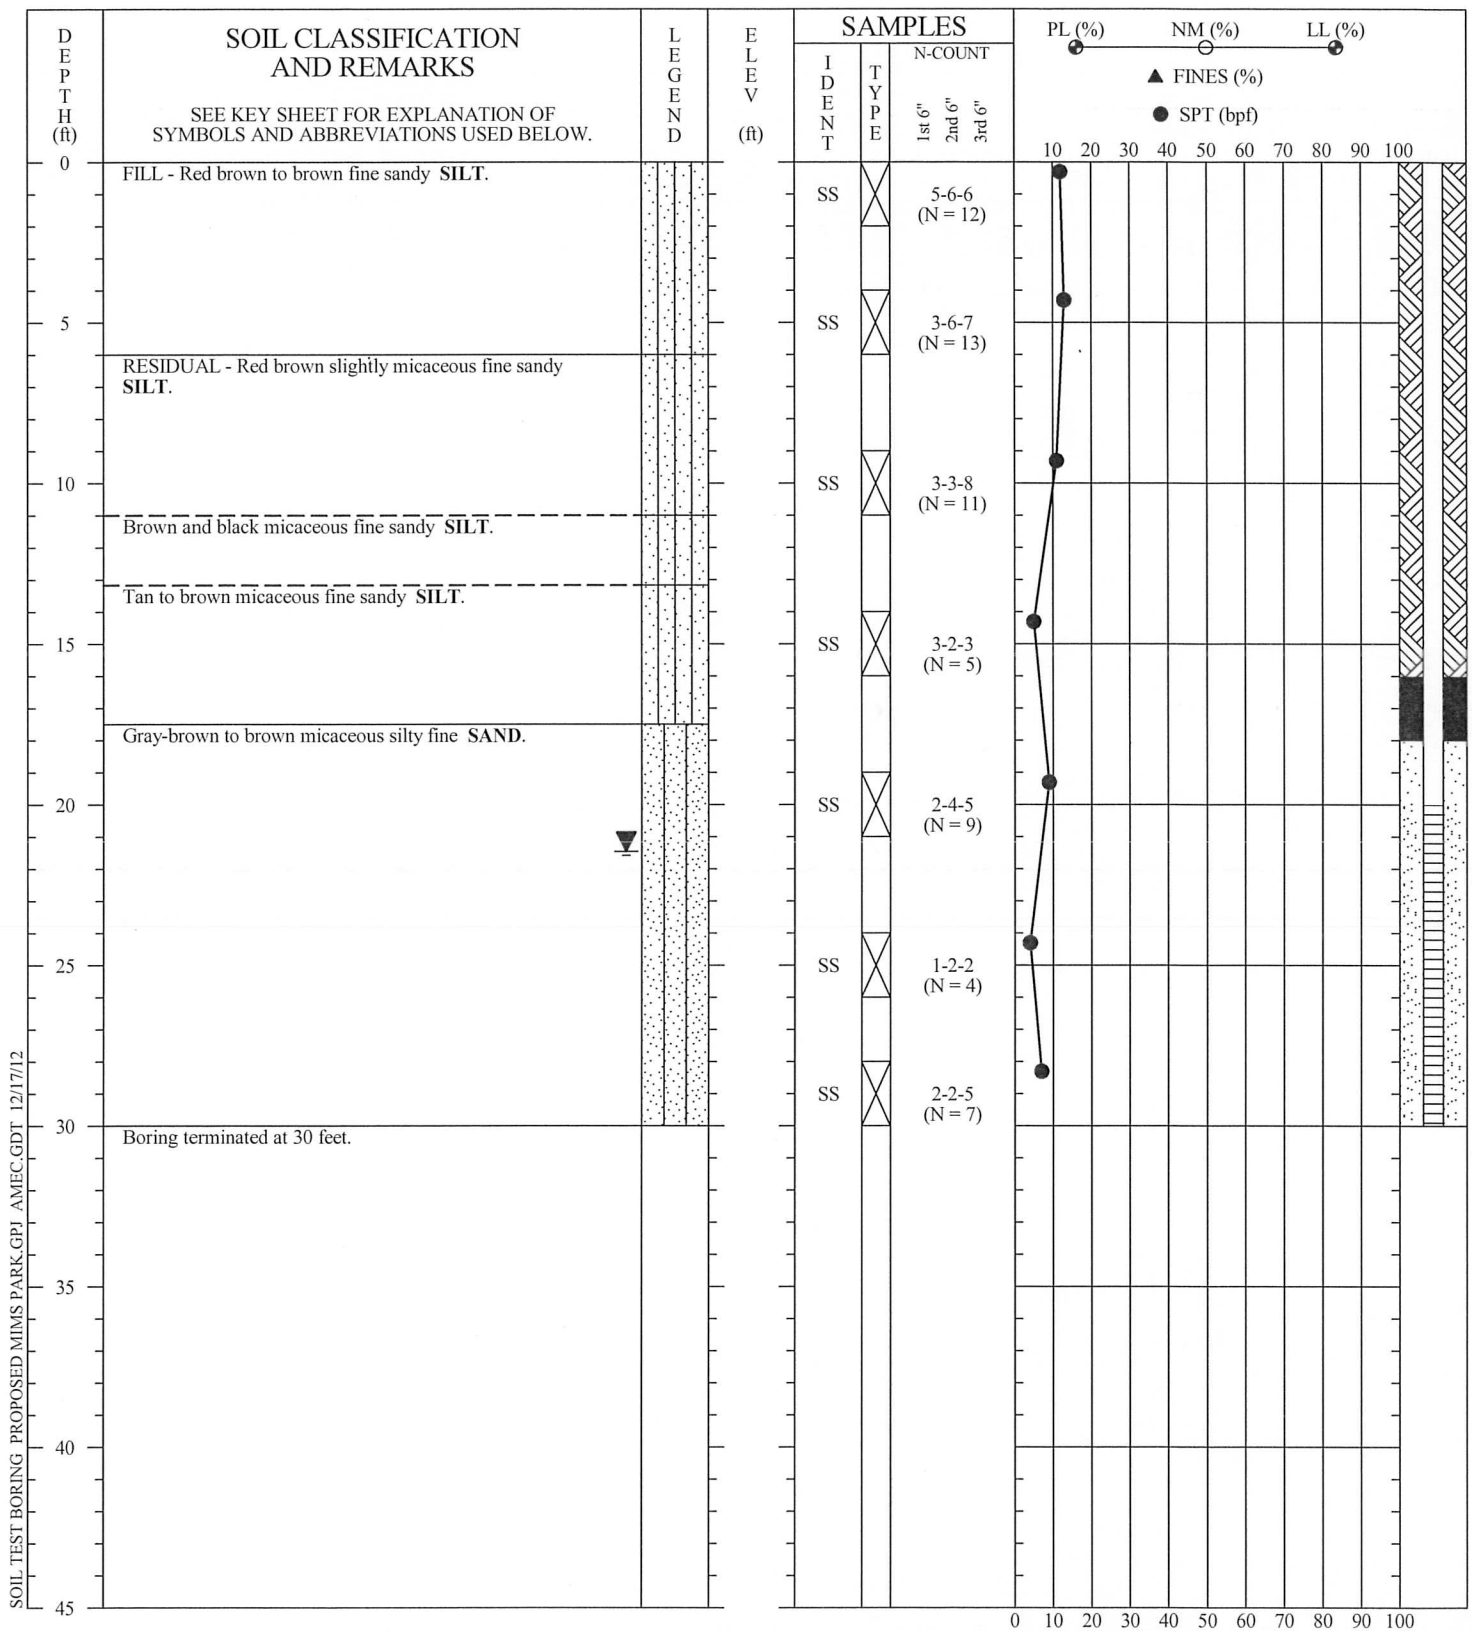 DEPTH
(ft)
SOIL CLASSIFICATION
AND REMARKS
SEE KEY SHEET FOR EXPLANATION OF
SYMBOLS AND ABBREVIATIONS USED BELOW.
LEGEND
ELEV
(ft)
SAMPLES
IDENT
TYPE
N-COUNT
1st 6"
2nd 6"
3rd 6"
PL (%)
NM (%)
LL (%)
▲ FINES (%)
● SPT (bpf)
10 20 30 40 50 60 70 80 90 100
0
FILL - Red brown to brown fine sandy SILT.
SS
5-6-6
(N = 12)
5
SS
3-6-7
(N = 13)
RESIDUAL - Red brown slightly micaceous fine sandy
SILT.
10
SS
3-3-8
(N = 11)
Brown and black micaceous fine sandy SILT.
Tan to brown micaceous fine sandy SILT.
15
SS
3-2-3
(N = 5)
Gray-brown to brown micaceous silty fine SAND.
20
SS
2-4-5
(N = 9)
25
SS
1-2-2
(N = 4)
SS
2-2-5
(N = 7)
30
Boring terminated at 30 feet.
35
40
45
0 10 20 30 40 50 60 70 80 90 100
SOIL TEST BORING PROPOSED MIMS PARK.GPJ AMEC.GDT 12/17/12